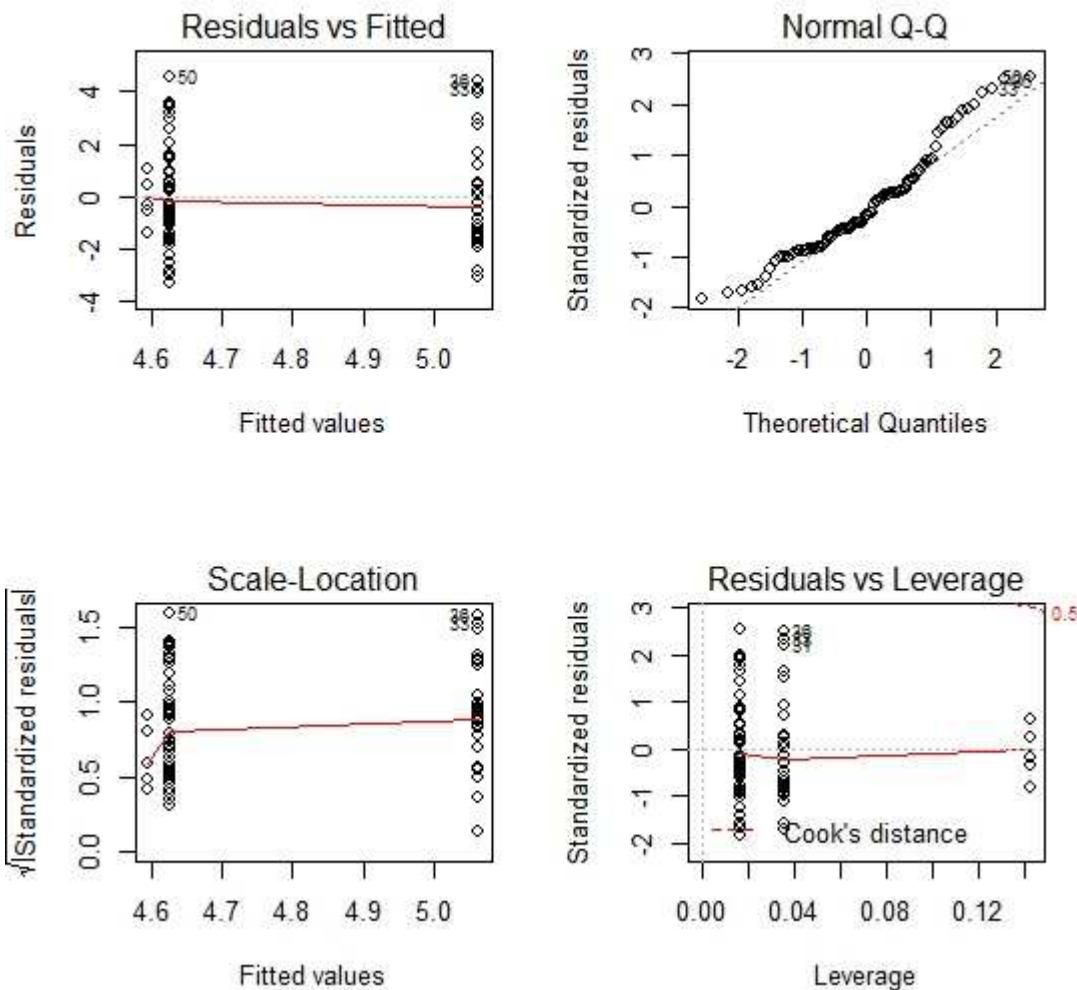 Residuals vs Fitted
Residuals
4
2
0
-2
-4
50
33
4.6 4.7 4.8 4.9 5.0
Fitted values
Normal Q-Q
Standardized residuals
3
2
1
0
-1
-2
-2 -1 0 1 2
Theoretical Quantiles
Scale-Location
√|Standardized residuals|
1.5
1.0
0.5
0.0
50
33
4.6 4.7 4.8 4.9 5.0
Fitted values
Residuals vs Leverage
Standardized residuals
3
2
1
0
-1
-2
31
0.5
Cook's distance
0.00 0.04 0.08 0.12
Leverage